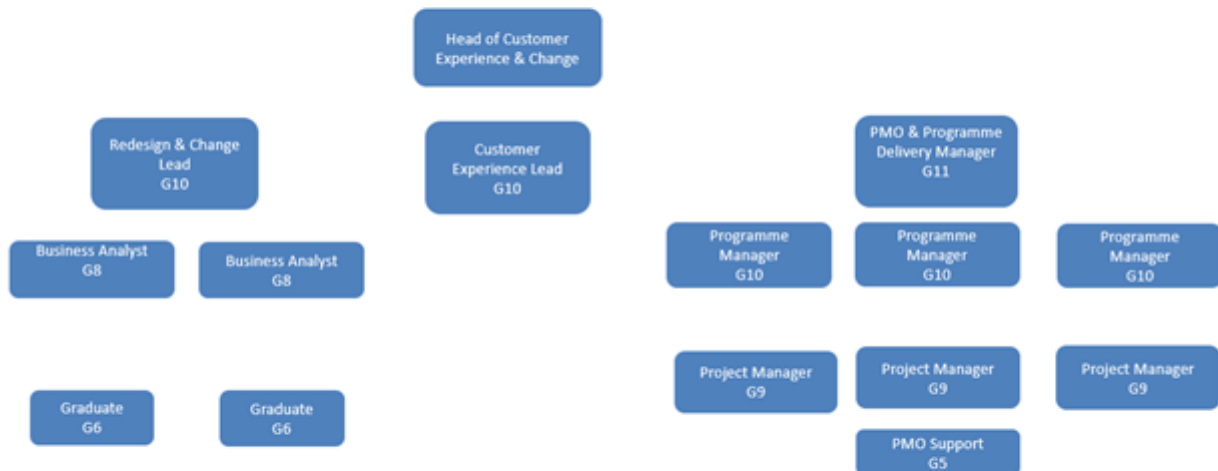 Head of Customer
Experience & Change
Redesign & Change
Lead
G10
Customer
Experience Lead
G10
PMO & Programme
Delivery Manager
G11
Business Analyst
G8
Business Analyst
G8
Programme
Manager
G10
Programme
Manager
G10
Programme
Manager
G10
Project Manager
G9
Project Manager
G9
Project Manager
G9
Graduate
G6
Graduate
G6
PMO Support
G5